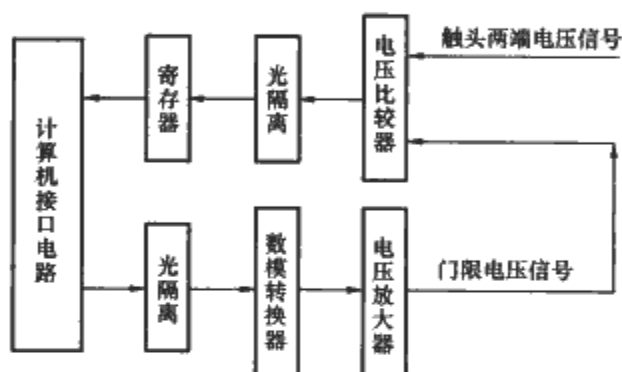 计算机接口电路
寄存器
光隔离
电压比较器
触头两端电压信号
光隔离
数模转换器
电压放大器
门限电压信号